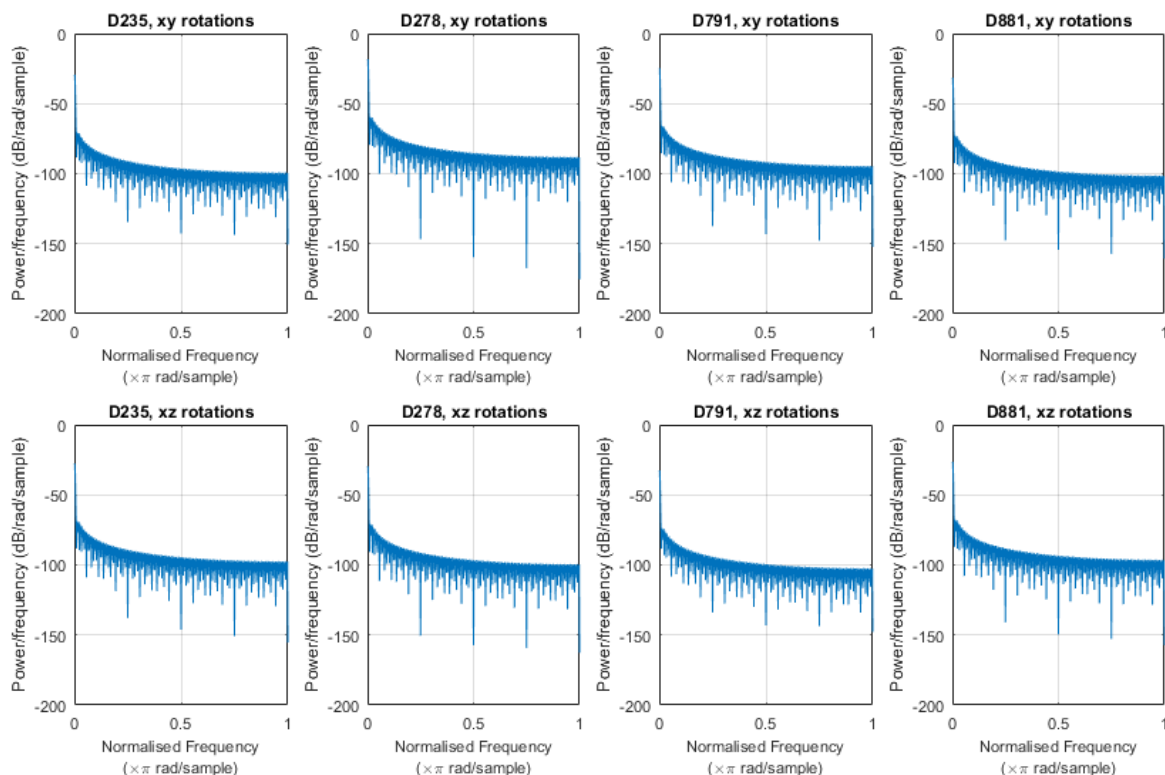 D235, xy rotations
D278, xy rotations
D791, xy rotations
D881, xy rotations
Power/frequency (dB/rad/sample)
0
-50
-100
-150
-200
0
0.5
1
Normalised Frequency
(×π rad/sample)
Power/frequency (dB/rad/sample)
0
-50
-100
-150
-200
0
0.5
1
Normalised Frequency
(×π rad/sample)
Power/frequency (dB/rad/sample)
0
-50
-100
-150
-200
0
0.5
1
Normalised Frequency
(×π rad/sample)
Power/frequency (dB/rad/sample)
0
-50
-100
-150
-200
0
0.5
1
Normalised Frequency
(×π rad/sample)
D235, xz rotations
D278, xz rotations
D791, xz rotations
D881, xz rotations
Power/frequency (dB/rad/sample)
0
-50
-100
-150
-200
0
0.5
1
Normalised Frequency
(×π rad/sample)
Power/frequency (dB/rad/sample)
0
-50
-100
-150
-200
0
0.5
1
Normalised Frequency
(×π rad/sample)
Power/frequency (dB/rad/sample)
0
-50
-100
-150
-200
0
0.5
1
Normalised Frequency
(×π rad/sample)
Power/frequency (dB/rad/sample)
0
-50
-100
-150
-200
0
0.5
1
Normalised Frequency
(×π rad/sample)